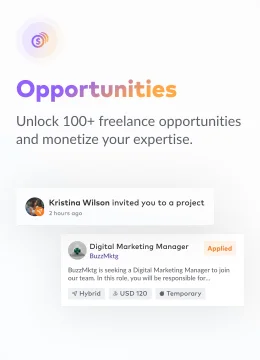 Opportunities
Unlock 100+ freelance opportunities
and monetize your expertise.
Kristina Wilson invited you to a project
2 hours ago
Digital Marketing Manager
Applied
BuzzMktg
BuzzMktg is seeking a Digital Marketing Manager to join
our team. In this role, you will be responsible for...
Hybrid USD 120 Temporary